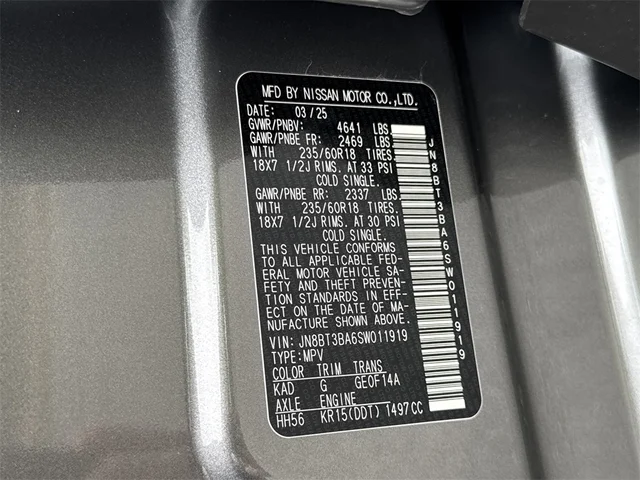 MFD BY NISSAN MOTOR CO.,LTD.
DATE: 03/25
GVWR/PNBV: 4641 LBS
GAWR/PNBE FR: 2469 LBS
WITH 235/60R18 TIRES.
18X7 1/2J RIMS. AT 33 PSI
COLD SINGLE.
GAWR/PNBE RR: 2337 LBS
WITH 235/60R18 TIRES.
18X7 1/2J RIMS. AT 30 PSI
COLD SINGLE.
THIS VEHICLE CONFORMS
TO ALL APPLICABLE FED-
ERAL MOTOR VEHICLE SA-
FETY AND THEFT PREVEN-
TION STANDARDS IN EFF-
ECT ON THE DATE OF MA-
NUFACTURE SHOWN ABOVE.
VIN: JN8BT3BA6SW011919
TYPE: MPV
COLOR TRIM TRANS
KAD G GE0F14A
AXLE ENGINE
HH56 KR15(DDT) 1497CC
JN8BT3BA6SW011919